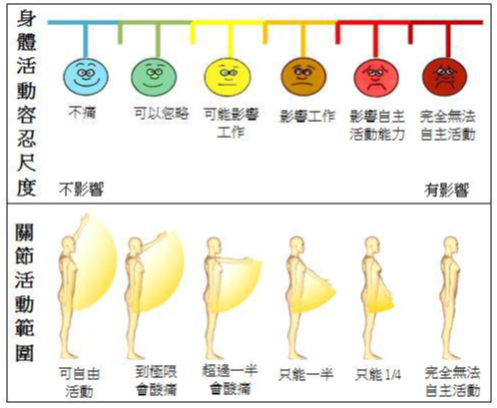 身體活動容忍尺度
不痛
可以忽略
可能影響
工作
影響工作
影響自主
活動能力
完全無法
自主活動
不影響
有影響
關節活動範圍
可自由
活動
到極限
會酸痛
超過一半
會酸痛
只能一半
只能 1/4
完全無法
自主活動